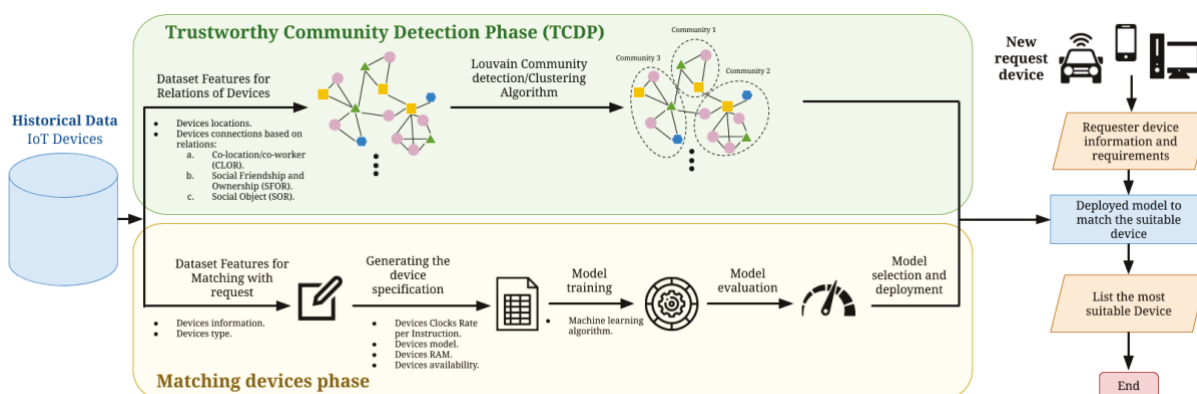 Trustworthy Community Detection Phase (TCDP)
Historical Data
IoT Devices
Dataset Features for
Relations of Devices
• Devices locations.
• Devices connections based on
relations:
a. Co-location/co-worker
(CLOR).
b. Social Friendship and
Ownership (SFOR).
c. Social Object (SOR).
Louvain Community
detection/Clustering
Algorithm
Community 1
Community 3
Community 2
Dataset Features for
Matching with
request
• Devices information.
• Devices type.
Generating the
device
specification
• Devices Clocks Rate
per Instruction.
• Devices model.
• Devices RAM.
• Devices availability.
Model
training
• Machine learning
algorithm.
Model
evaluation
Model
selection and
deployment
Matching devices phase
New
request
device
Requester device
information and
requirements
Deployed model to
match the suitable
device
List the most
suitable Device
End